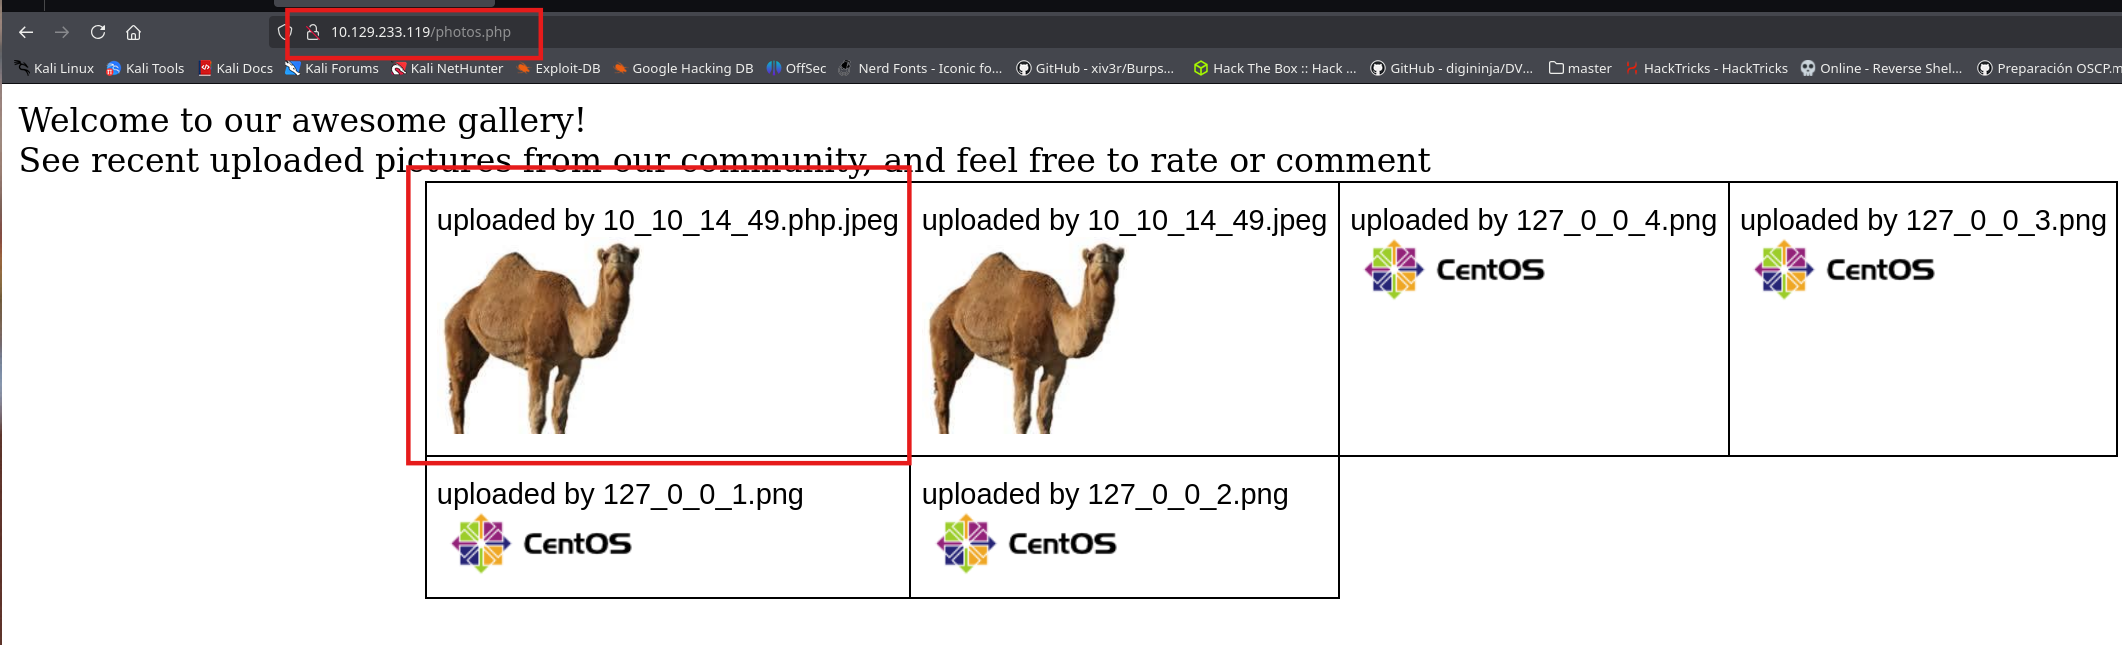 10.129.233.119/photos.php
Kali Linux Kali Tools Kali Docs Kali Forums Kali NetHunter Exploit-DB Google Hacking DB OffSec Nerd Fonts - Iconic fo... GitHub - xiv3r/Burps... Hack The Box :: Hack ... GitHub - digininja/DV... master HackTricks - HackTricks Online - Reverse Shel... Preparación OSCP.m
Welcome to our awesome gallery!
See recent uploaded pictures from our community, and feel free to rate or comment
uploaded by 10_10_14_49.php.jpeg uploaded by 10_10_14_49.jpeg uploaded by 127_0_0_4.png uploaded by 127_0_0_3.png
CentOS CentOS
uploaded by 127_0_0_1.png uploaded by 127_0_0_2.png
CentOS CentOS